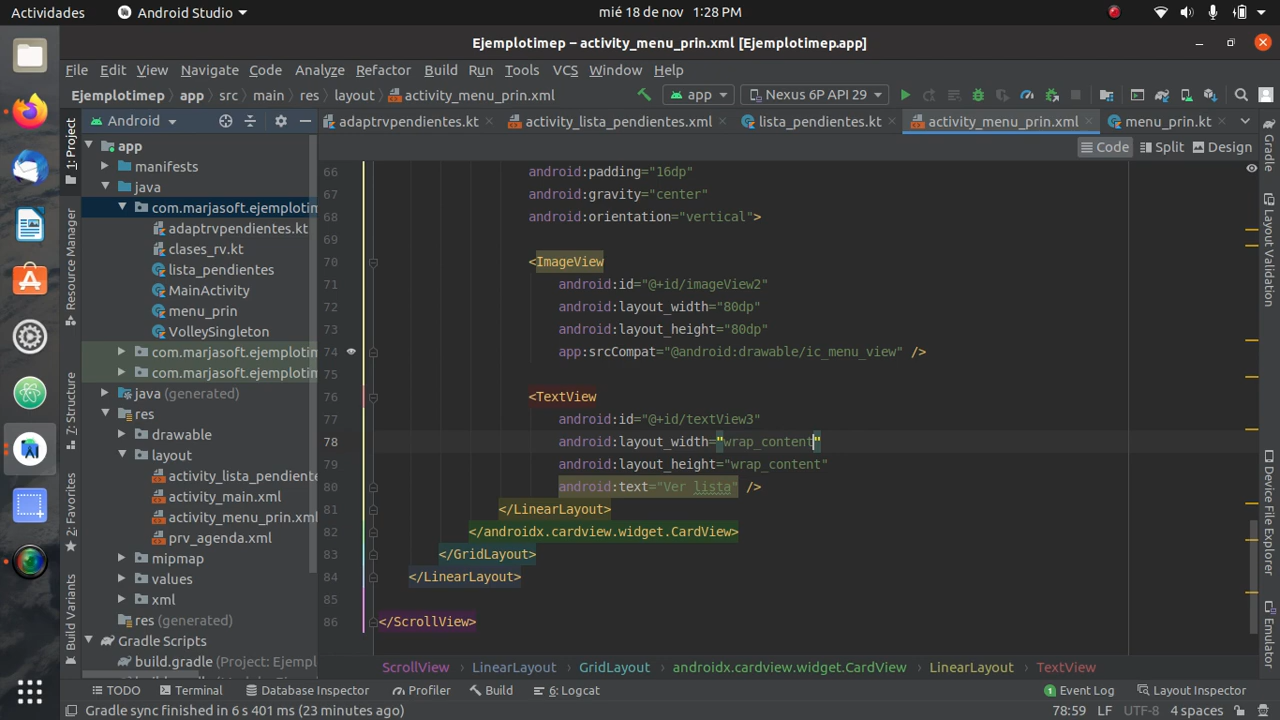 Actividades Android Studio mié 18 de nov 1:28 PM
Ejemplotimep – activity_menu_prin.xml [Ejemplotimep.app]
File Edit View Navigate Code Analyze Refactor Build Run Tools VCS Window Help
Ejemplotimep app src main res layout activity_menu_prin.xml app Nexus 6P API 29
Android adaptrvpendientes.kt activity_lista_pendientes.xml lista_pendientes.kt activity_menu_prin.xml menu_prin.kt
Code Split Design
1: Project
Resource Manager
7: Structure
2: Favorites
Build Variants
app
manifests
java
com.marjasoft.ejemplotim
adaptrvpendientes.kt
clases_rv.kt
lista_pendientes
MainActivity
menu_prin
VolleySingleton
com.marjasoft.ejemplotim
com.marjasoft.ejemplotim
java (generated)
res
drawable
layout
activity_lista_pendientes
activity_main.xml
activity_menu_prin.xml
prv_agenda.xml
mipmap
values
xml
res (generated)
Gradle Scripts
build.gradle (Project: Ejempl
66 android:padding="16dp"
67 android:gravity="center"
68 android:orientation="vertical">
69
70 <ImageView
71 android:id="@+id/imageView2"
72 android:layout_width="80dp"
73 android:layout_height="80dp"
74 app:srcCompat="@android:drawable/ic_menu_view" />
75
76 <TextView
77 android:id="@+id/textView3"
78 android:layout_width="wrap_content"
79 android:layout_height="wrap_content"
80 android:text="Ver lista" />
81 </LinearLayout>
82 </androidx.cardview.widget.CardView>
83 </GridLayout>
84 </LinearLayout>
85
86 </ScrollView>
Gradle
Layout Validation
Device File Explorer
Emulator
ScrollView LinearLayout GridLayout androidx.cardview.widget.CardView LinearLayout TextView
TODO Terminal Database Inspector Profiler Build 6: Logcat 1 Event Log Layout Inspector
Gradle sync finished in 6 s 401 ms (23 minutes ago) 78:59 LF UTF-8 4 spaces